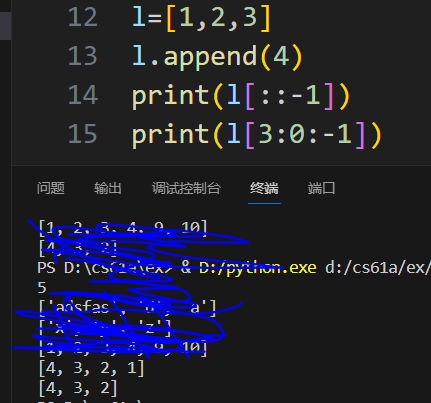 12 l=[1,2,3]
13 l.append(4)
14 print(l[::-1])
15 print(l[3:0:-1])
问题 输出 调试控制台 终端 端口
[1, 2, 3, 4, 9, 10]
[4, 3, 2]
PS D:\cs61a\ex> & D:/python.exe d:/cs61a/ex/
5
['adsfas', 'a']
['x', 'z']
[1, 2, 3, 4, 9, 10]
[4, 3, 2, 1]
[4, 3, 2]